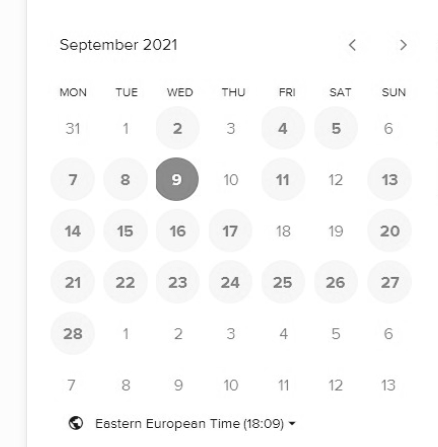 September 2021 < >
MON TUE WED THU FRI SAT SUN
31 1 2 3 4 5 6
7 8 9 10 11 12 13
14 15 16 17 18 19 20
21 22 23 24 25 26 27
28 1 2 3 4 5 6
7 8 9 10 11 12 13
Eastern European Time (18:09)